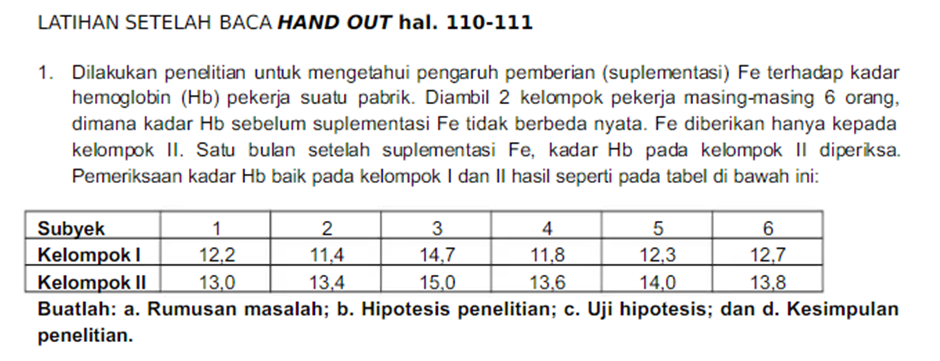 LATIHAN SETELAH BACA HAND OUT hal. 110-111
1. Dilakukan penelitian untuk mengetahui pengaruh pemberian (suplementasi) Fe terhadap kadar
hemoglobin (Hb) pekerja suatu pabrik. Diambil 2 kelompok pekerja masing-masing 6 orang,
dimana kadar Hb sebelum suplementasi Fe tidak berbeda nyata. Fe diberikan hanya kepada
kelompok II. Satu bulan setelah suplementasi Fe, kadar Hb pada kelompok II diperiksa.
Pemeriksaan kadar Hb baik pada kelompok I dan II hasil seperti pada tabel di bawah ini:
Subyek 1 2 3 4 5 6
Kelompok I 12,2 11,4 14,7 11,8 12,3 12,7
Kelompok II 13,0 13,4 15,0 13,6 14,0 13,8
Buatlah: a. Rumusan masalah; b. Hipotesis penelitian; c. Uji hipotesis; dan d. Kesimpulan
penelitian.